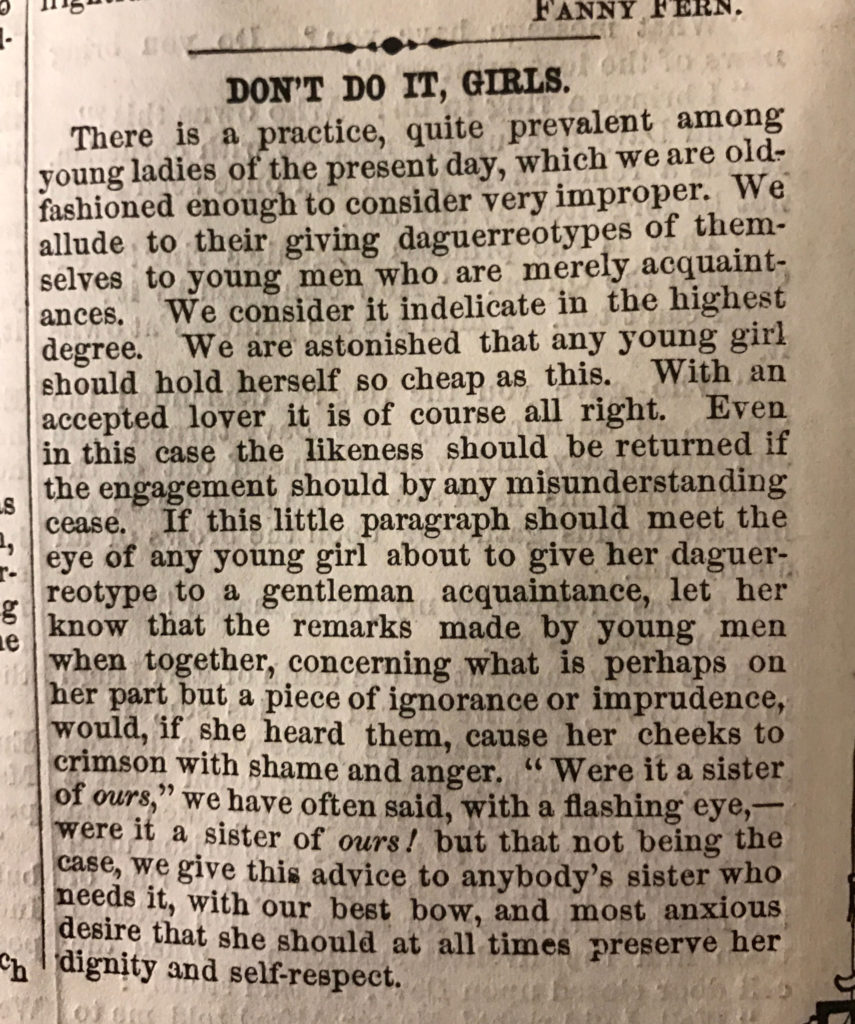 FANNY FERN.
DON'T DO IT, GIRLS.
There is a practice, quite prevalent among
young ladies of the present day, which we are old-
fashioned enough to consider very improper. We
allude to their giving daguerreotypes of them-
selves to young men who are merely acquaint-
ances. We consider it indelicate in the highest
degree. We are astonished that any young girl
should hold herself so cheap as this. With an
accepted lover it is of course all right. Even
in this case the likeness should be returned if
the engagement should by any misunderstanding
cease. If this little paragraph should meet the
eye of any young girl about to give her daguer-
reotype to a gentleman acquaintance, let her
know that the remarks made by young men
when together, concerning what is perhaps on
her part but a piece of ignorance or imprudence,
would, if she heard them, cause her cheeks to
crimson with shame and anger. "Were it a sister
of ours," we have often said, with a flashing eye,—
were it a sister of ours! but that not being the
case, we give this advice to anybody's sister who
needs it, with our best bow, and most anxious
desire that she should at all times preserve her
dignity and self-respect.